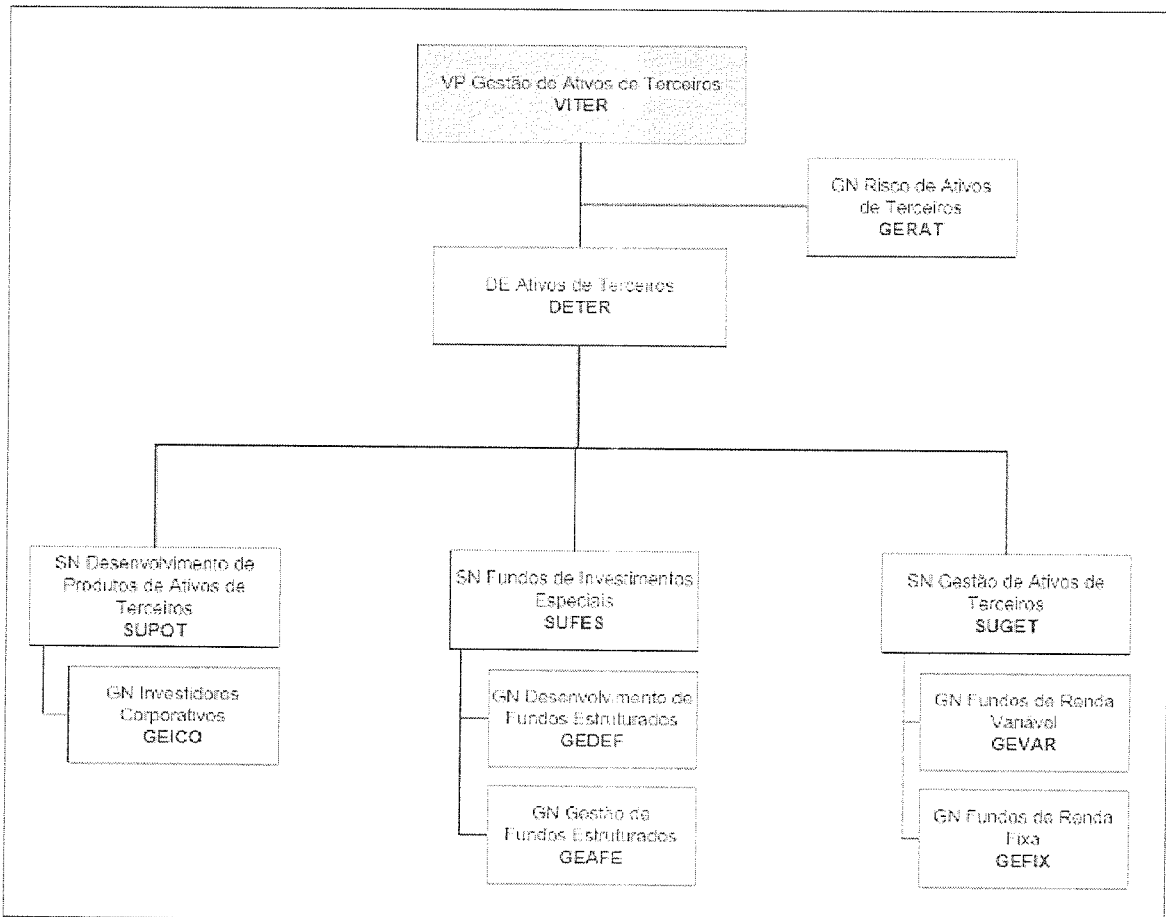 VP Gestão de Ativos de Terceiros
VITER
GN Risco de Ativos
de Terceiros
GERAT
DE Ativos de Terceiros
DETER
SN Desenvolvimento de
Produtos de Ativos de
Terceiros
SUPOT
GN Investidores
Corporativos
GEICO
SN Fundos de Investimentos
Especiais
SUFES
GN Desenvolvimento de
Fundos Estruturados
GEDEF
GN Gestão de
Fundos Estruturados
GEAFE
SN Gestão de Ativos de
Terceiros
SUGET
GN Fundos de Renda
Variável
GEVAR
GN Fundos de Renda
Fixa
GEFIX